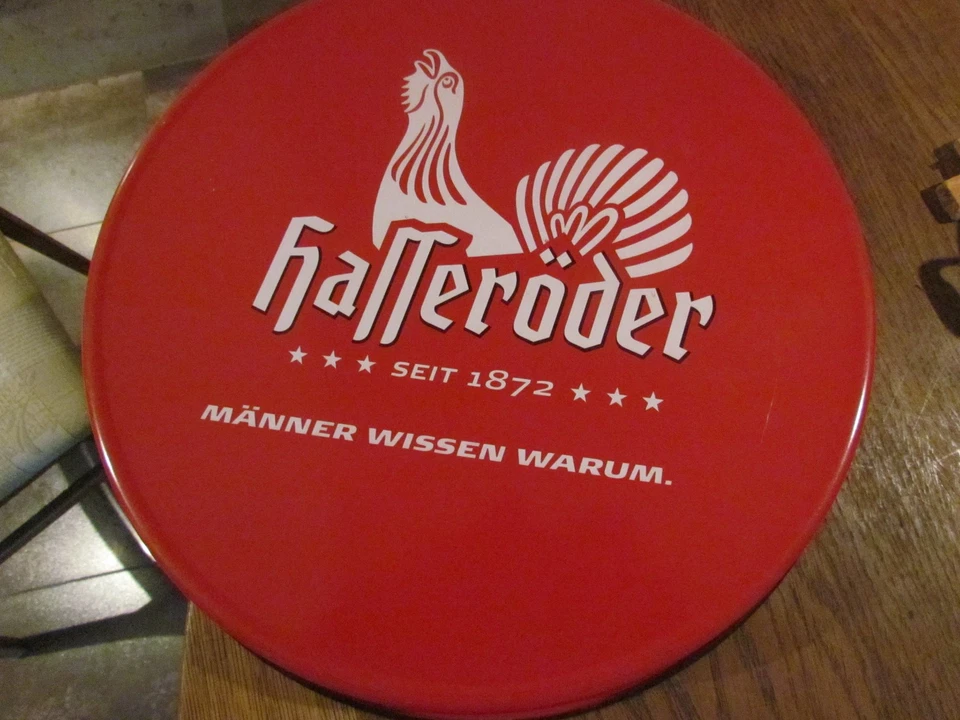 Hasseröder
★ ★ ★ SEIT 1872 ★ ★ ★
MÄNNER WISSEN WARUM.